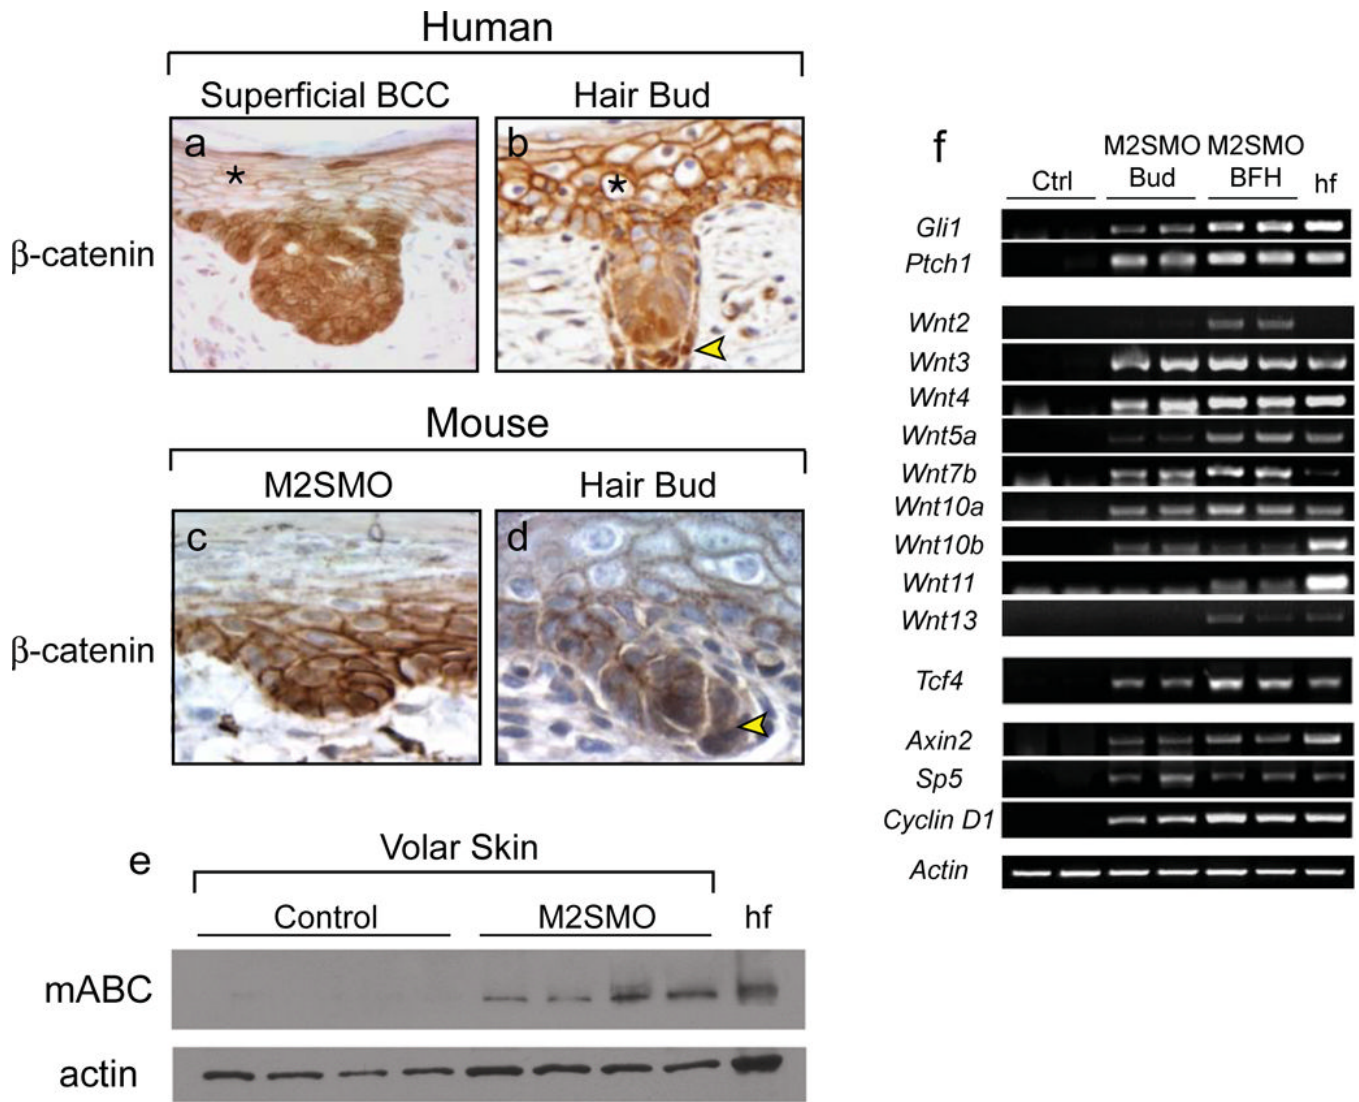 Human
Superficial BCC
Hair Bud
a
*
b
*
β-catenin
Mouse
M2SMO
Hair Bud
c
d
β-catenin
e
Volar Skin
Control
M2SMO
hf
mABC
actin
f
Ctrl
M2SMO
Bud
M2SMO
BFH
hf
Gli1
Ptch1
Wnt2
Wnt3
Wnt4
Wnt5a
Wnt7b
Wnt10a
Wnt10b
Wnt11
Wnt13
Tcf4
Axin2
Sp5
Cyclin D1
Actin